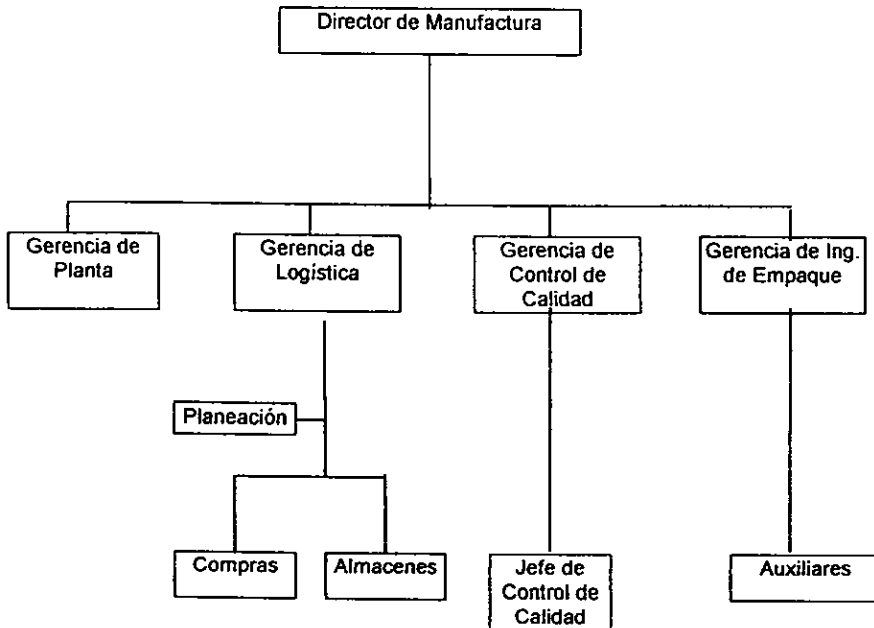 Director de Manufactura
Gerencia de
Planta
Gerencia de
Logística
Gerencia de
Control de
Calidad
Gerencia de Ing.
de Empaque
Planeación
Compras
Almacenes
Jefe de
Control de
Calidad
Auxiliares